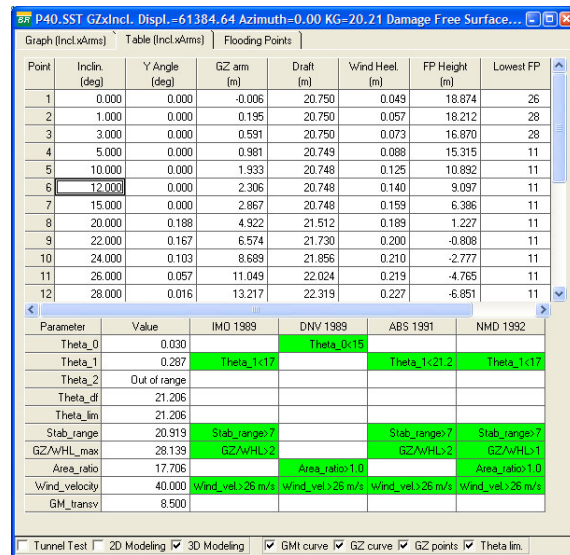 P40.SST GZxIncl. Displ.=61384.64 Azimuth=0.00 KG=20.21 Damage Free Surface...
Graph (Incl.xArms) Table (Incl.xArms) Flooding Points
Point Inclin. Y Angle GZ arm Draft Wind Heel. FP Height Lowest FP
(deg) (deg) (m) (m) (m) (m)
1 0.000 0.000 -0.006 20.750 0.049 18.874 26
2 1.000 0.000 0.195 20.750 0.057 18.212 28
3 3.000 0.000 0.591 20.750 0.073 16.870 28
4 5.000 0.000 0.981 20.749 0.088 15.315 11
5 10.000 0.000 1.933 20.748 0.125 10.892 11
6 12.000 0.000 2.306 20.748 0.140 9.097 11
7 15.000 0.000 2.867 20.748 0.159 6.386 11
8 20.000 0.188 4.922 21.512 0.189 1.227 11
9 22.000 0.167 6.574 21.730 0.200 -0.808 11
10 24.000 0.103 8.689 21.856 0.210 -2.777 11
11 26.000 0.057 11.049 22.024 0.219 -4.765 11
12 28.000 0.016 13.217 22.319 0.227 -6.851 11
Parameter Value IMO 1989 DNV 1989 ABS 1991 NMD 1992
Theta_0 0.030 Theta_0<15
Theta_1 0.287 Theta_1<17 Theta_1<21.2 Theta_1<17
Theta_2 Out of range
Theta_df 21.206
Theta_lim 21.206
Stab_range 20.919 Stab_range>7 Stab_range>7 Stab_range>7
GZ/WHL_max 28.139 GZ/WHL>2 GZ/WHL>2 GZ/WHL>1
Area_ratio 17.706 Area_ratio>1.0 Area_ratio>1.0
Wind_velocity 40.000 Wind_vel.>26 m/s Wind_vel.>26 m/s Wind_vel.>26 m/s Wind_vel.>26 m/s
GM_transv 8.500
Tunnel Test 2D Modeling 3D Modeling GMt curve GZ curve GZ points Theta lim.